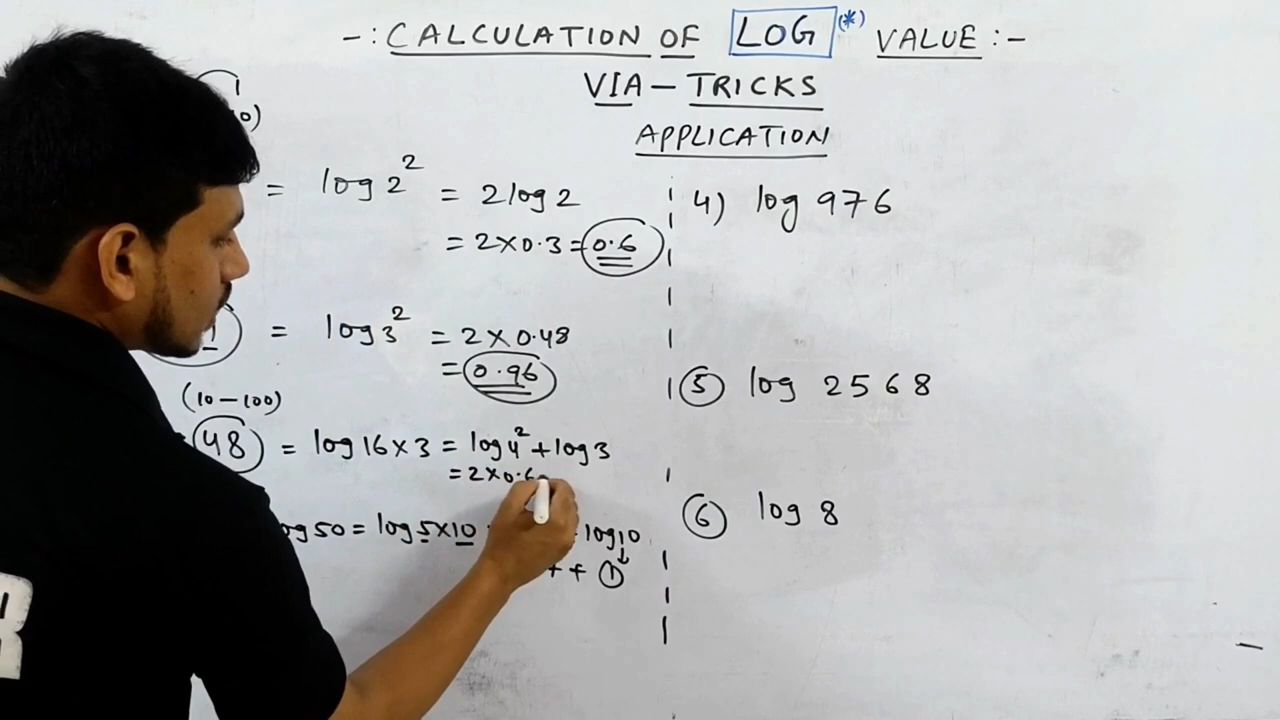 -: CALCULATION OF LOG (*) VALUE :-
VIA - TRICKS
APPLICATION
= log 2² = 2 log 2
= 2×0.3 = 0.6
= log 3² = 2 × 0.48
= 0.96
(10-100)
48 = log 16×3 = log 4² + log 3
= 2×0.6
log 50 = log 5×10
log 10
+ 1
4) log 976
5 log 2568
6 log 8